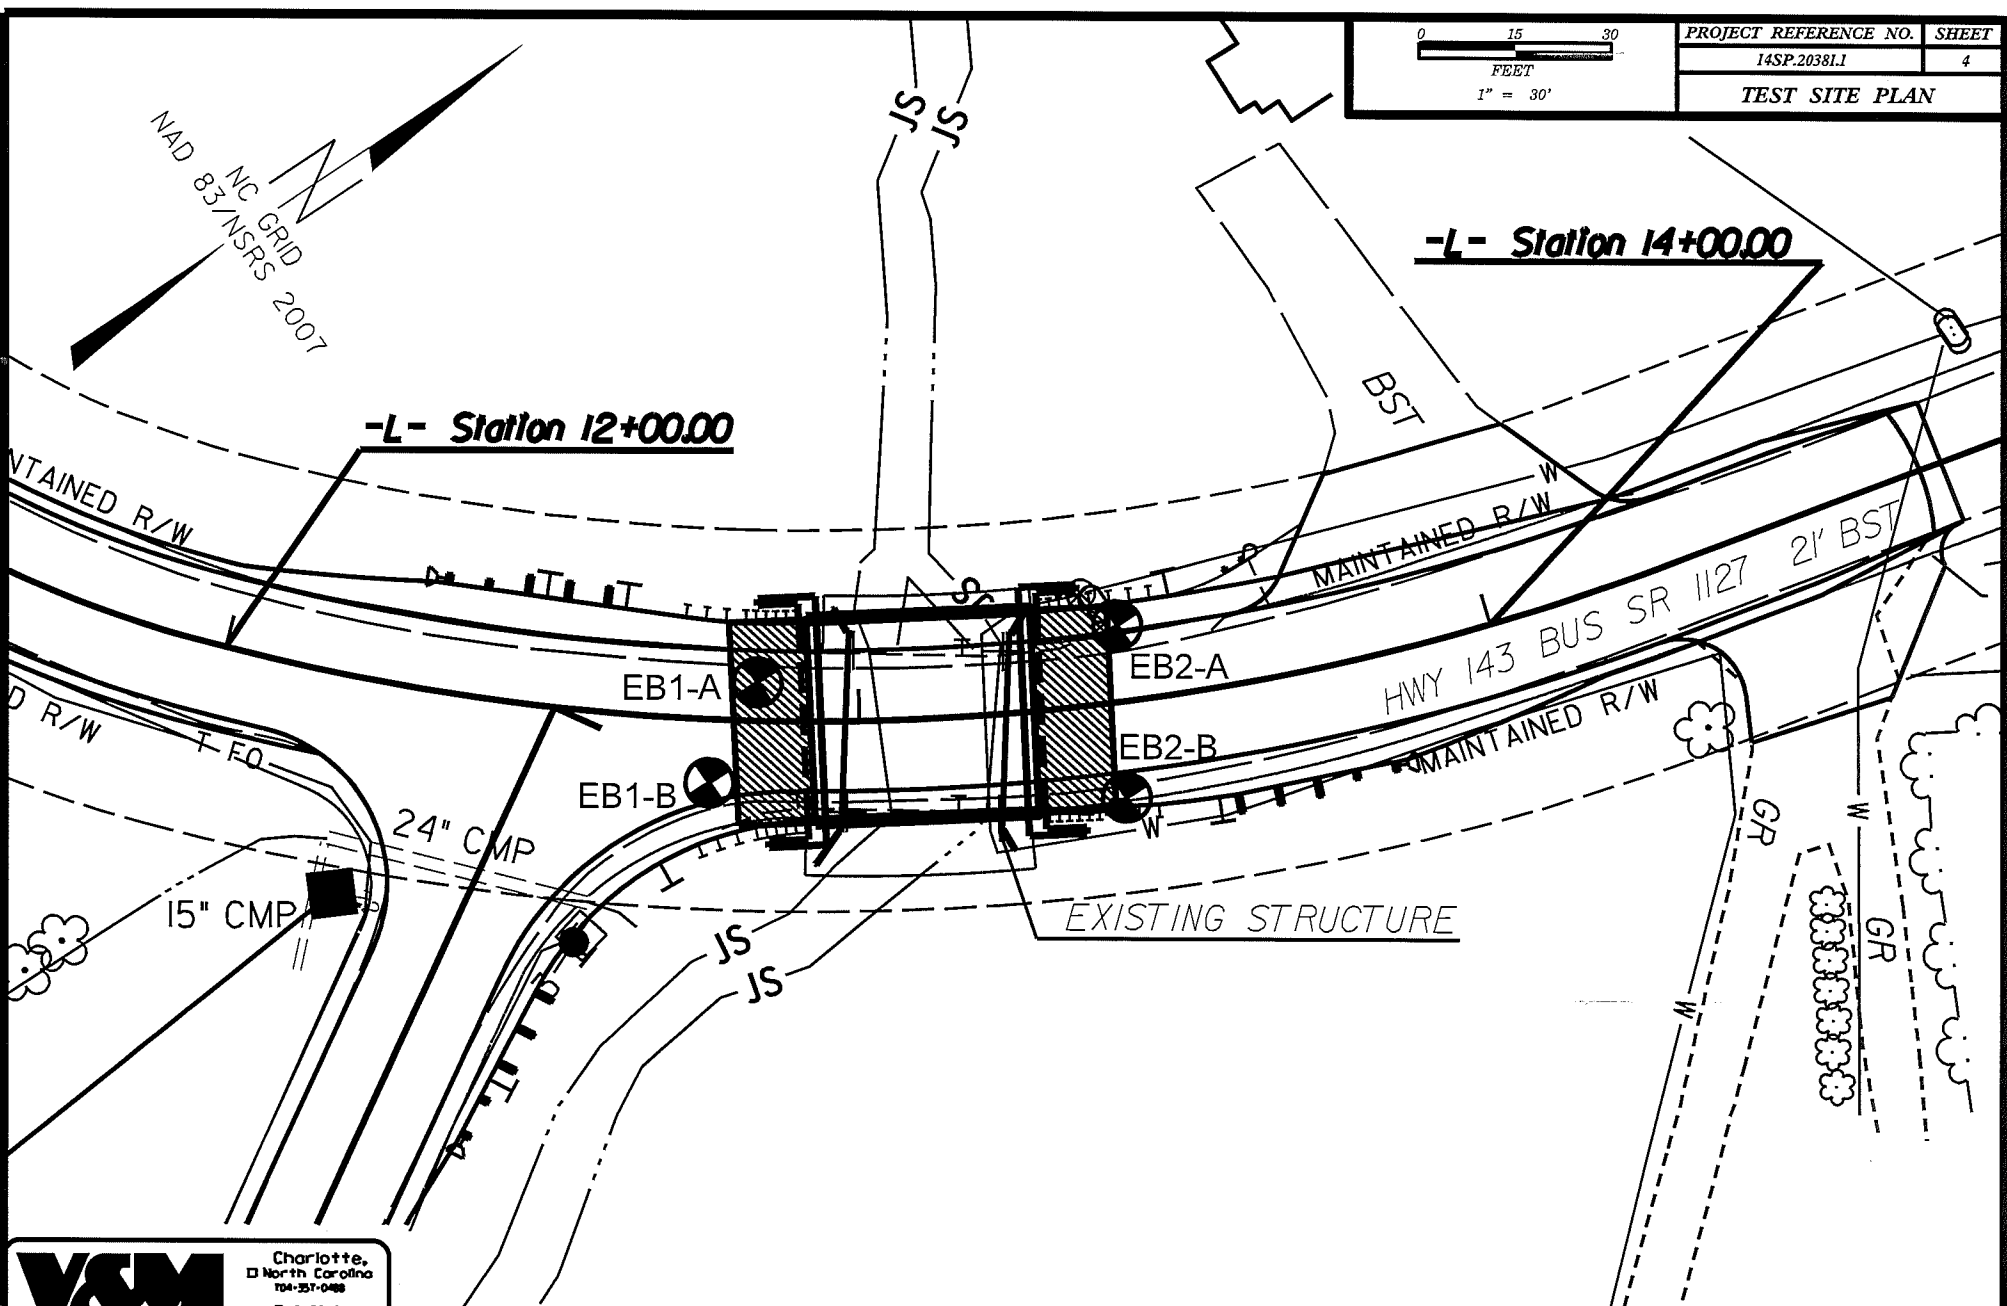 0 15 30
FEET
1" = 30'
PROJECT REFERENCE NO. SHEET
14SP.20381.1 4
TEST SITE PLAN
NAD 83/NSRS 2007
NC GRID
JS
JS
-L- Station 14+00.00
BST
-L- Station 12+00.00
NTAINED R/W
W
MAINTAINED R/W
HWY 143 BUS SR 1127 21' BST
EB1-A
EB2-A
EB2-B
EB1-B
MAINTAINED R/W
D R/W
T FO
24" CMP
15" CMP
W
GR
W
GR
W
EXISTING STRUCTURE
JS
JS
V&M
Charlotte,
North Carolina
704-357-0488